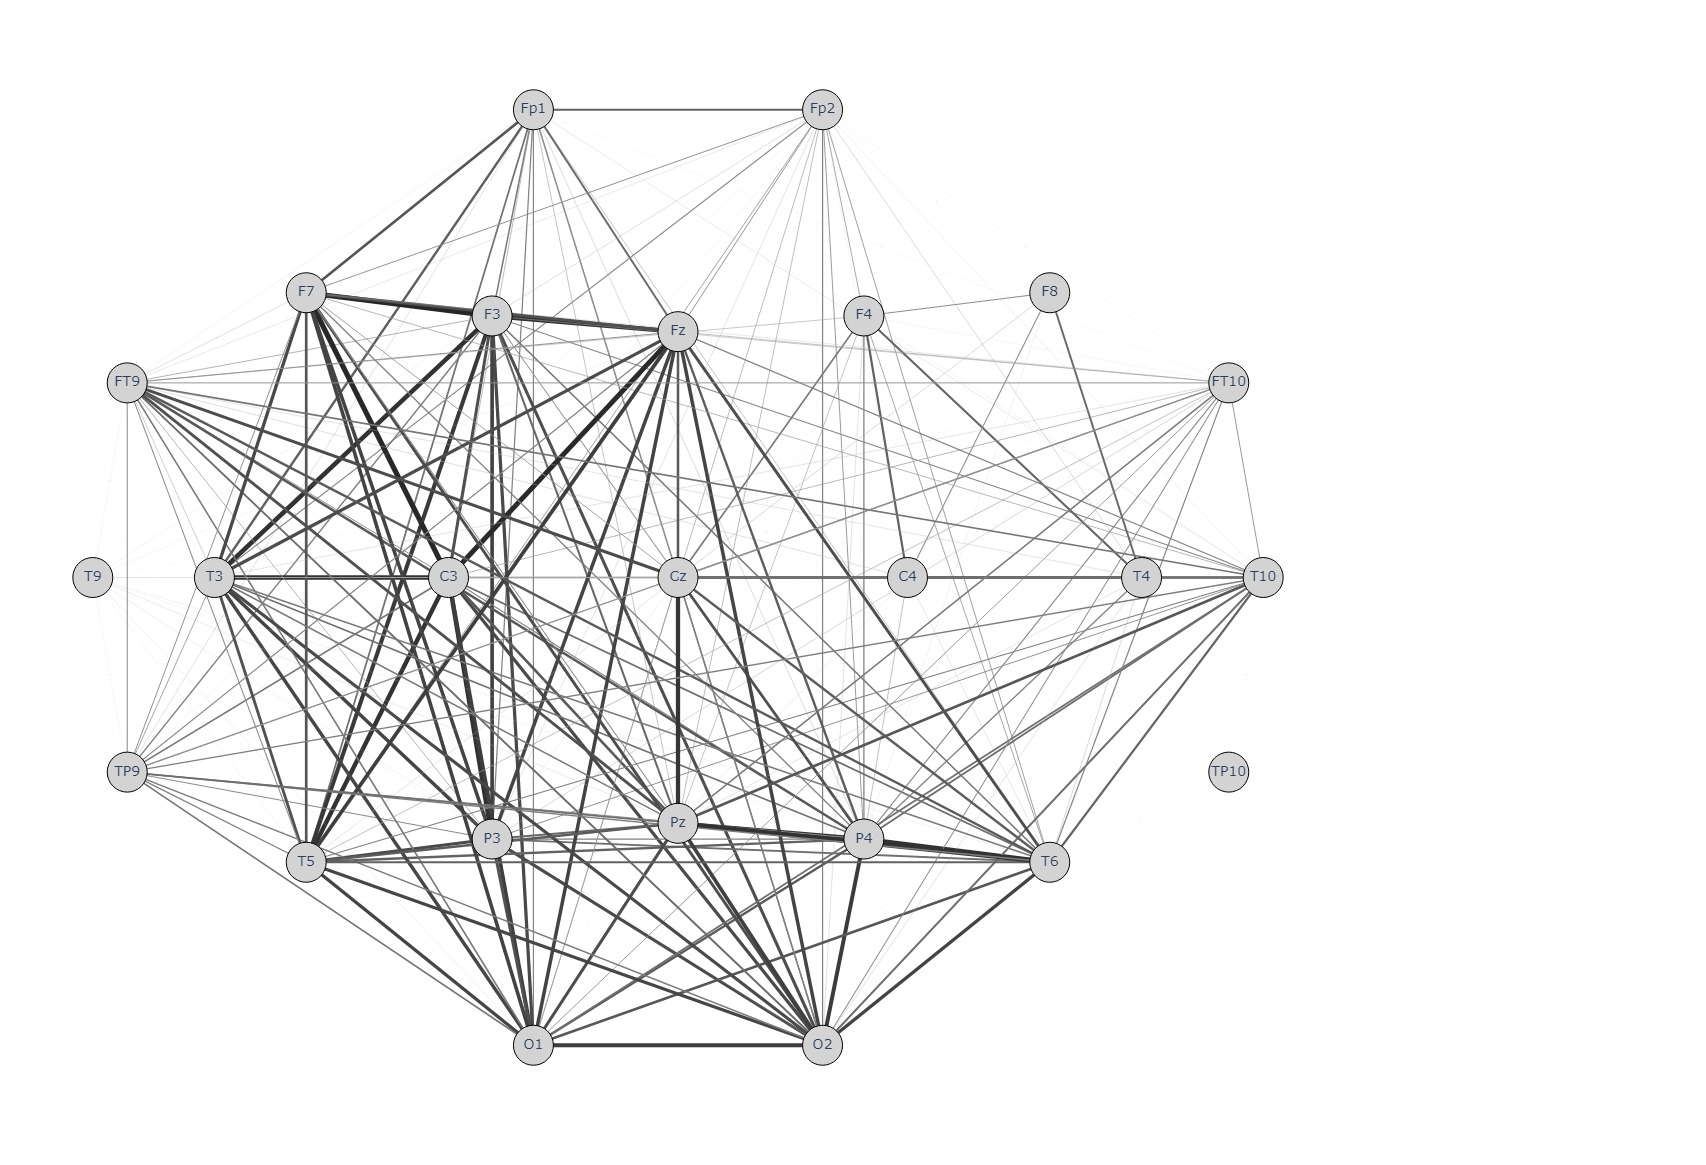 Fp1 Fp2
F7 F3 Fz F4 F8
FT9 FT10
T9 T3 C3 Cz C4 T4 T10
TP9 TP10
T5 P3 Pz P4 T6
O1 O2